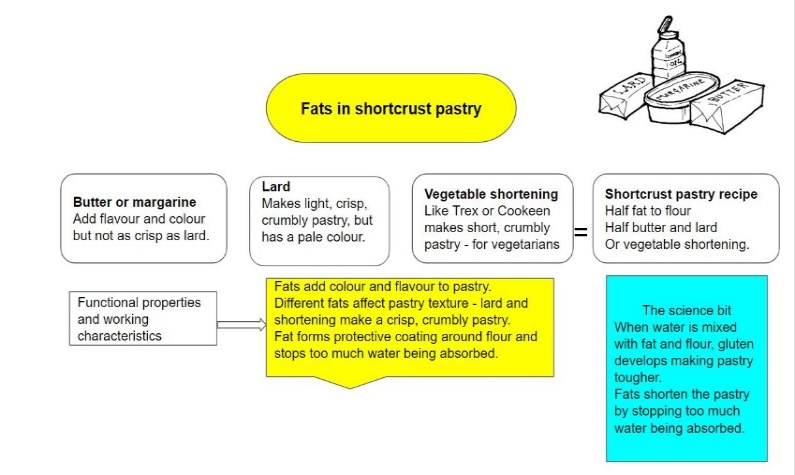 Fats in shortcrust pastry
OIL
LARD
MARGARINE
BUTTER
Butter or margarine
Add flavour and colour
but not as crisp as lard.
Lard
Makes light, crisp,
crumbly pastry, but
has a pale colour.
Vegetable shortening
Like Trex or Cookeen
makes short, crumbly
pastry - for vegetarians
=
Shortcrust pastry recipe
Half fat to flour
Half butter and lard
Or vegetable shortening.
Functional properties
and working
characteristics
Fats add colour and flavour to pastry.
Different fats affect pastry texture - lard and
shortening make a crisp, crumbly pastry.
Fat forms protective coating around flour and
stops too much water being absorbed.
The science bit
When water is mixed
with fat and flour, gluten
develops making pastry
tougher.
Fats shorten the pastry
by stopping too much
water being absorbed.